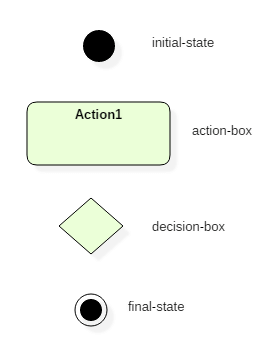 initial-state
Action1
action-box
decision-box
final-state